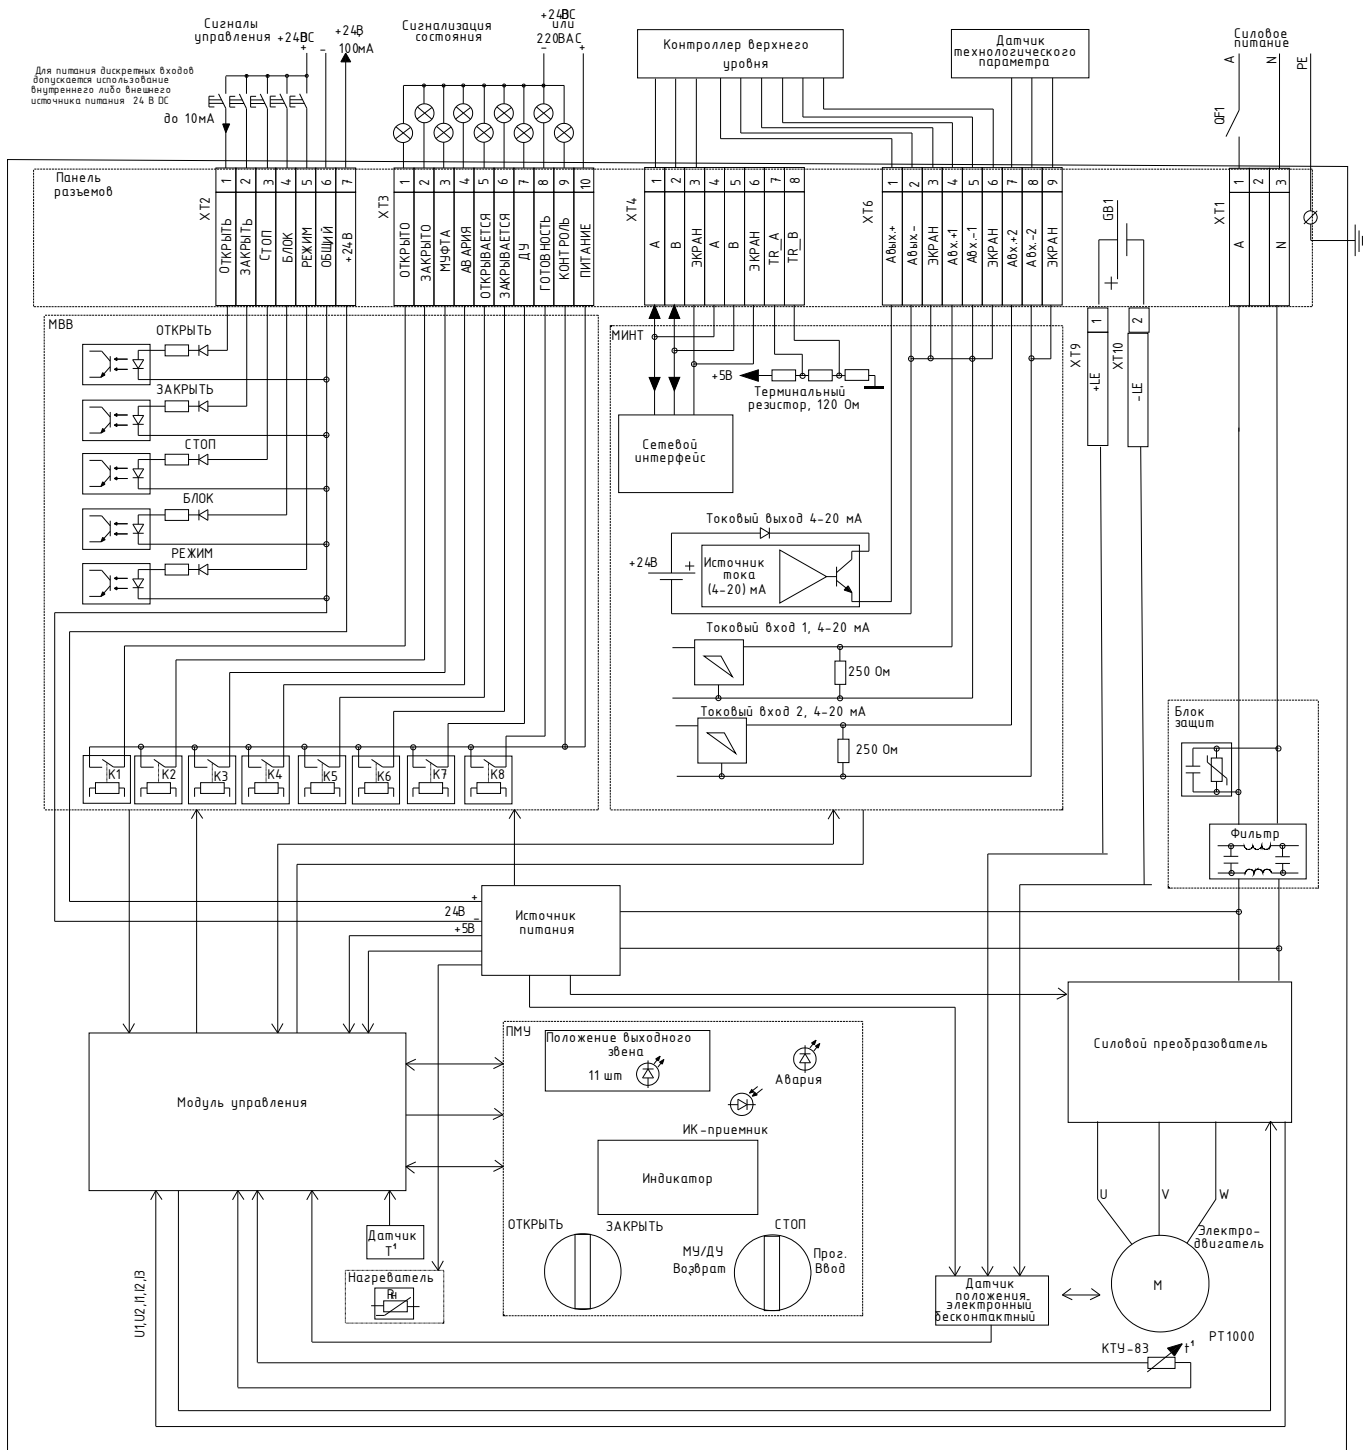 Сигналы
управления
+24ВDC
+
-
+24В,
100мА
Для питания дискретных входов
допускается использование
внутреннего либо внешнего
источника питания 24 В DC
до 10мА
Сигнализация
состояния
+24ВDC
или
220ВАС
-
+
Контроллер верхнего
уровня
Датчик
технологического
параметра
Силовое
питание
A
N
PE
QF1
Панель
разъемов
XT2
1 2 3 4 5 6 7
ОТКРЫТЬ
ЗАКРЫТЬ
СТОП
БЛОК
РЕЖИМ
ОБЩИЙ
+24В
XT3
1 2 3 4 5 6 7 8 9 10
ОТКРЫТО
ЗАКРЫТО
МУФТА
АВАРИЯ
ОТКРЫВАЕТСЯ
ЗАКРЫВАЕТСЯ
ДУ
ГОТОВНОСТЬ
КОНТРОЛЬ
ПИТАНИЕ
XT4
1 2 3 4 5 6 7 8
A
B
ЭКРАН
A
B
ЭКРАН
TR_A
TR_B
XT6
1 2 3 4 5 6 7 8 9
Авых.+
Авых.-
ЭКРАН
Авх.+1
Авх.-1
ЭКРАН
Авх.+2
Авх.-2
ЭКРАН
GB1
+
XT1
1 2 3
A
N
МВВ
ОТКРЫТЬ
ЗАКРЫТЬ
СТОП
БЛОК
РЕЖИМ
K1 K2 K3 K4 K5 K6 K7 K8
МИНТ
+5В
Терминальный
резистор, 120 Ом
Сетевой
интерфейс
Токовый выход 4-20 мА
+24В
+
Источник
тока
(4-20) мА
Токовый вход 1, 4-20 мА
250 Ом
Токовый вход 2, 4-20 мА
250 Ом
XT9
1
+LE
XT10
2
-LE
Блок
защит
Фильтр
+
24В
-
+5В
Источник
питания
Модуль управления
ПМУ
Положение выходного
звена
11 шт
Авария
ИК-приемник
Индикатор
ОТКРЫТЬ
ЗАКРЫТЬ
СТОП
МУ/ДУ
Возврат
Прог.
Ввод
Силовой преобразователь
U
V
W
Электро-
двигатель
М
Датчик
Т¹
Нагреватель
Rн
Датчик
положения
электронный
бесконтактный
КТУ-83
t¹
РТ1000
U1,U2,I1,I2,I3